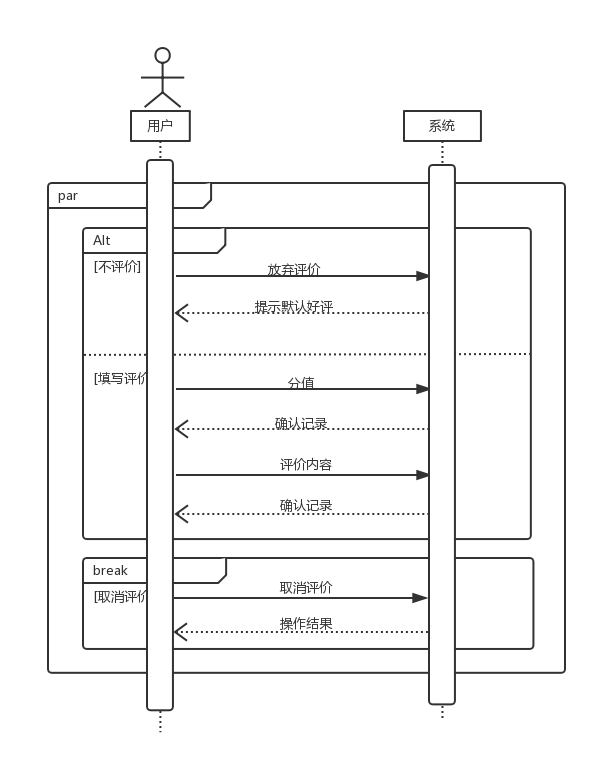 用户
系统
par
Alt
[不评价]
放弃评价
提示默认好评
[填写评价
分值
确认记录
评价内容
确认记录
break
[取消评价
取消评价
操作结果